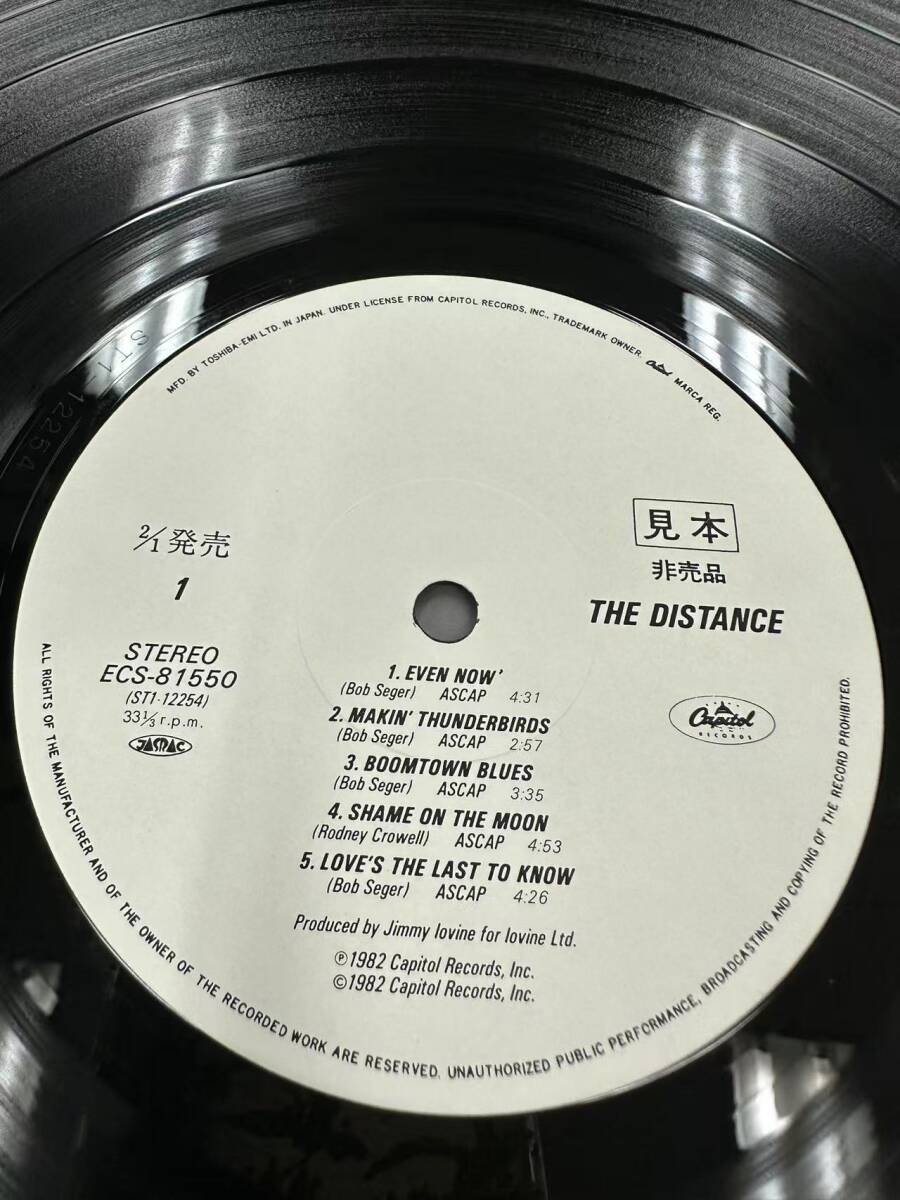 MFD. BY TOSHIBA-EMI LTD. IN JAPAN. UNDER LICENSE FROM CAPITOL RECORDS, INC., TRADEMARK OWNER. Capitol MARCA REG.
ST1-12254
見本
非売品
THE DISTANCE
2/1 発売
1
STEREO
ECS-81550
(ST1-12254)
33⅓ r.p.m.
JASRAC
1. EVEN NOW'
(Bob Seger) ASCAP 4:31
2. MAKIN' THUNDERBIRDS
(Bob Seger) ASCAP 2:57
3. BOOMTOWN BLUES
(Bob Seger) ASCAP 3:35
4. SHAME ON THE MOON
(Rodney Crowell) ASCAP 4:53
5. LOVE'S THE LAST TO KNOW
(Bob Seger) ASCAP 4:26
Capitol
RECORDS
Produced by Jimmy Iovine for Iovine Ltd.
℗1982 Capitol Records, Inc.
©1982 Capitol Records, Inc.
ALL RIGHTS OF THE MANUFACTURER AND OF THE OWNER OF THE RECORDED WORK ARE RESERVED. UNAUTHORIZED PUBLIC PERFORMANCE, BROADCASTING AND COPYING OF THE RECORD PROHIBITED.